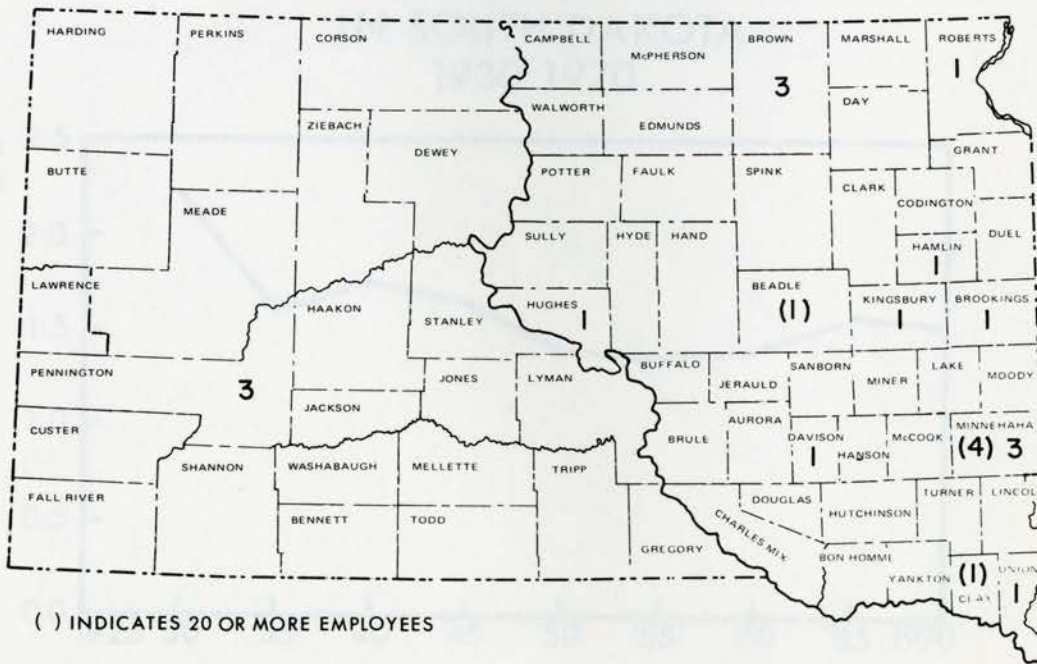 HARDING PERKINS CORSON CAMPBELL McPHERSON BROWN MARSHALL ROBERTS
3 1
WALWORTH EDMUNDS DAY
ZIEBACH DEWEY
GRANT
BUTTE POTTER FAULK SPINK CLARK CODINGTON
MEADE
SULLY HYDE HAND HAMLIN DUEL
1
LAWRENCE HAAKON STANLEY HUGHES BEADLE KINGSBURY BROOKINGS
1 (1) 1 1
PENNINGTON JONES LYMAN BUFFALO JERAULD SANBORN MINER LAKE MOODY
3
JACKSON
CUSTER BRULE AURORA DAVISON HANSON McCOOK MINNEHAHA
1 (4) 3
SHANNON WASHABAUGH MELLETTE TRIPP
FALL RIVER DOUGLAS HUTCHINSON TURNER LINCOL
BENNETT TODD GREGORY CHARLES MIX
BON HOMME YANKTON (1) CLAY UNION
1
( ) INDICATES 20 OR MORE EMPLOYEES